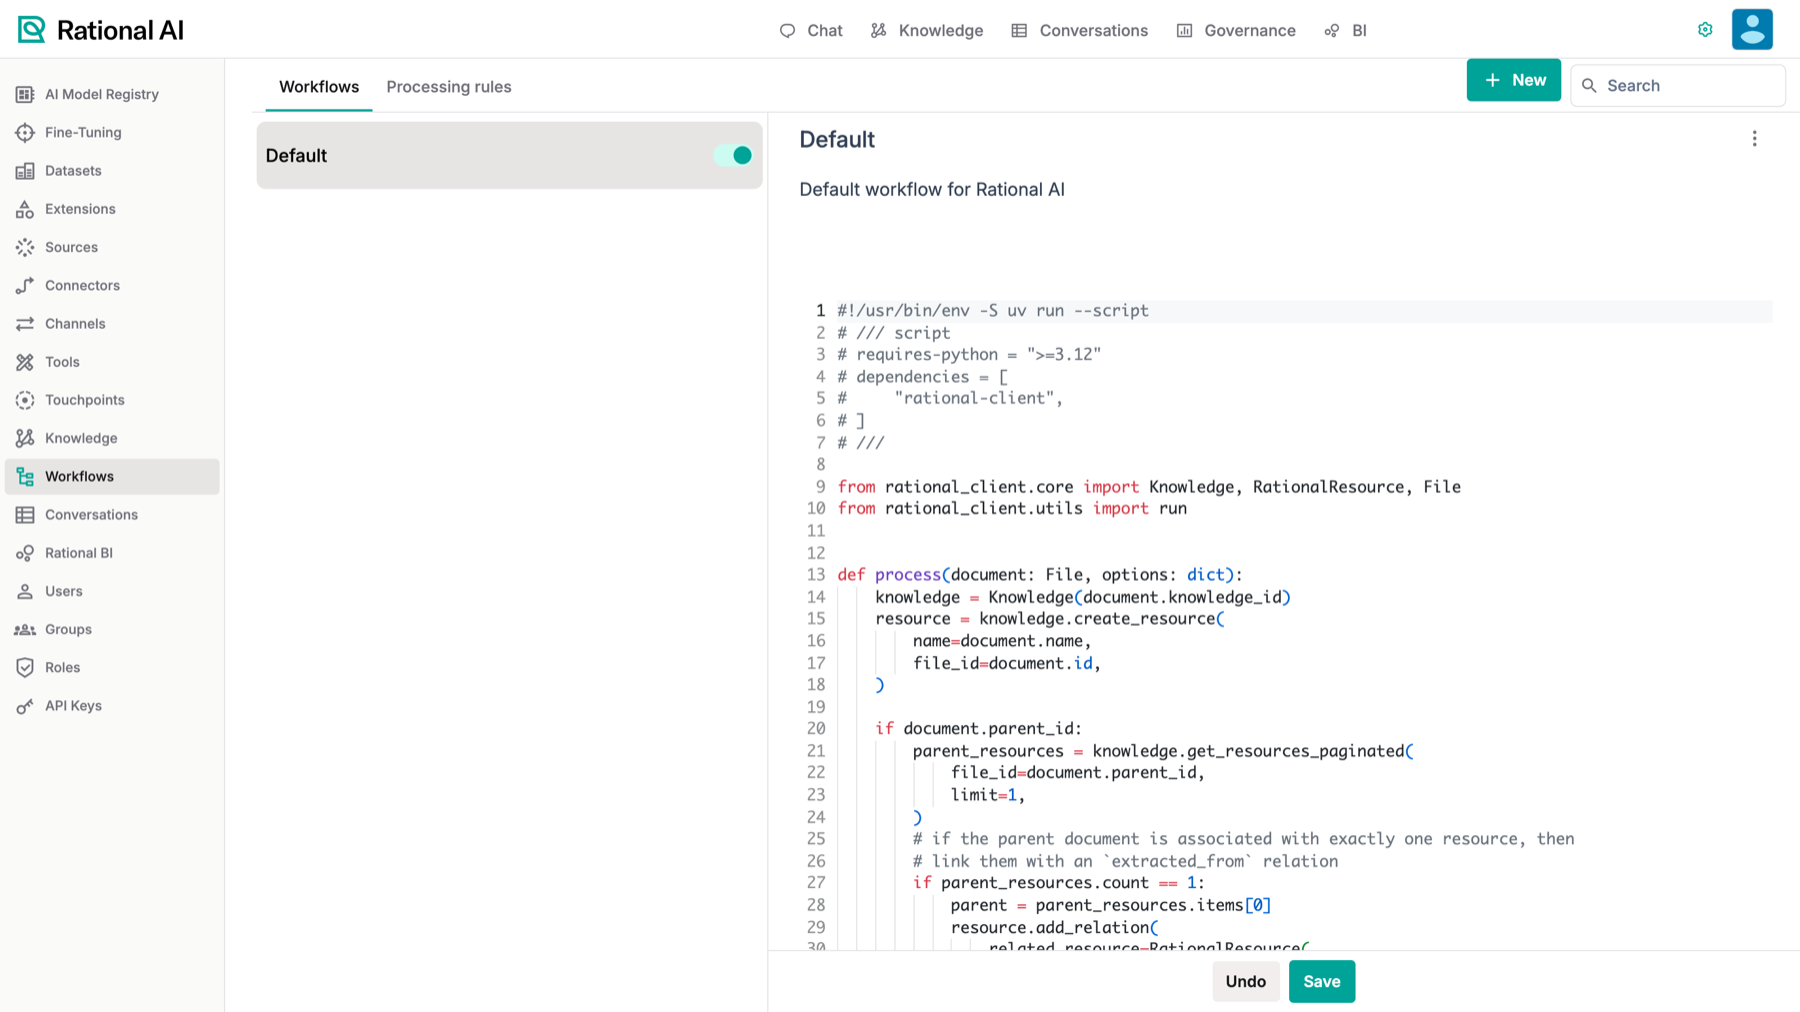 Rational AI
Chat
Knowledge
Conversations
Governance
BI
AI Model Registry
Fine-Tuning
Datasets
Extensions
Sources
Connectors
Channels
Tools
Touchpoints
Knowledge
Workflows
Conversations
Rational BI
Users
Groups
Roles
API Keys
Workflows
Processing rules
+ New
Search
Default
Default
Default workflow for Rational AI
1 #!/usr/bin/env -S uv run --script
2 # /// script
3 # requires-python = ">=3.12"
4 # dependencies = [
5 #     "rational-client",
6 # ]
7 # ///
8
9 from rational_client.core import Knowledge, RationalResource, File
10 from rational_client.utils import run
11
12
13 def process(document: File, options: dict):
14     knowledge = Knowledge(document.knowledge_id)
15     resource = knowledge.create_resource(
16         name=document.name,
17         file_id=document.id,
18     )
19
20     if document.parent_id:
21         parent_resources = knowledge.get_resources_paginated(
22             file_id=document.parent_id,
23             limit=1,
24         )
25         # if the parent document is associated with exactly one resource, then
26         # link them with an `extracted_from` relation
27         if parent_resources.count == 1:
28             parent = parent_resources.items[0]
29             resource.add_relation(
30                 related_resource=RationalResource(
Undo
Save